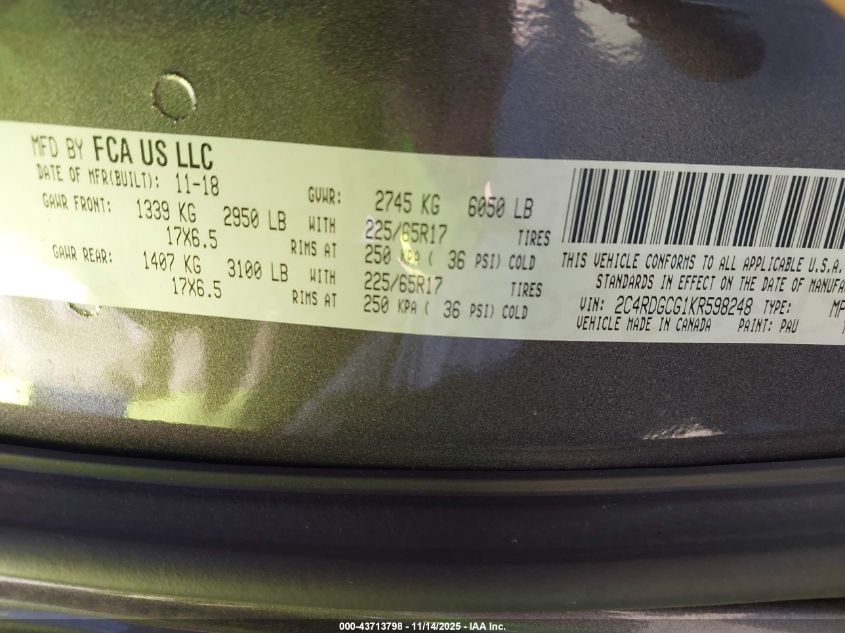 MFD BY FCA US LLC
DATE OF MFR(BUILT): 11-18 GVWR: 2745 KG 6050 LB
GAWR FRONT: 1339 KG 2950 LB WITH 225/65R17 TIRES
17X6.5 RIMS AT 250 KPA ( 36 PSI) COLD
GAWR REAR: 1407 KG 3100 LB WITH 225/65R17 TIRES
17X6.5 RIMS AT 250 KPA ( 36 PSI) COLD
THIS VEHICLE CONFORMS TO ALL APPLICABLE U.S.A.
STANDARDS IN EFFECT ON THE DATE OF MANUFA
VIN: 2C4RDGCG1KR598248 TYPE: MP
VEHICLE MADE IN CANADA PAINT: PAU
000-43713798 - 11/14/2025 - IAA Inc.